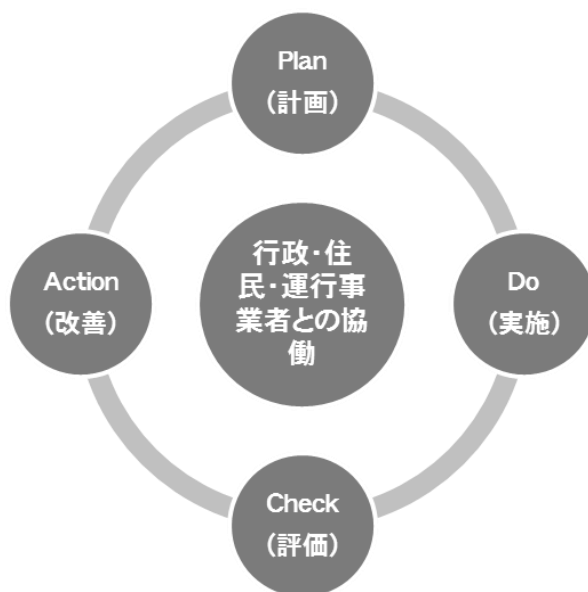 Plan
（計画）
Action
（改善）
行政・住
民・運行事
業者との協
働
Do
（実施）
Check
（評価）